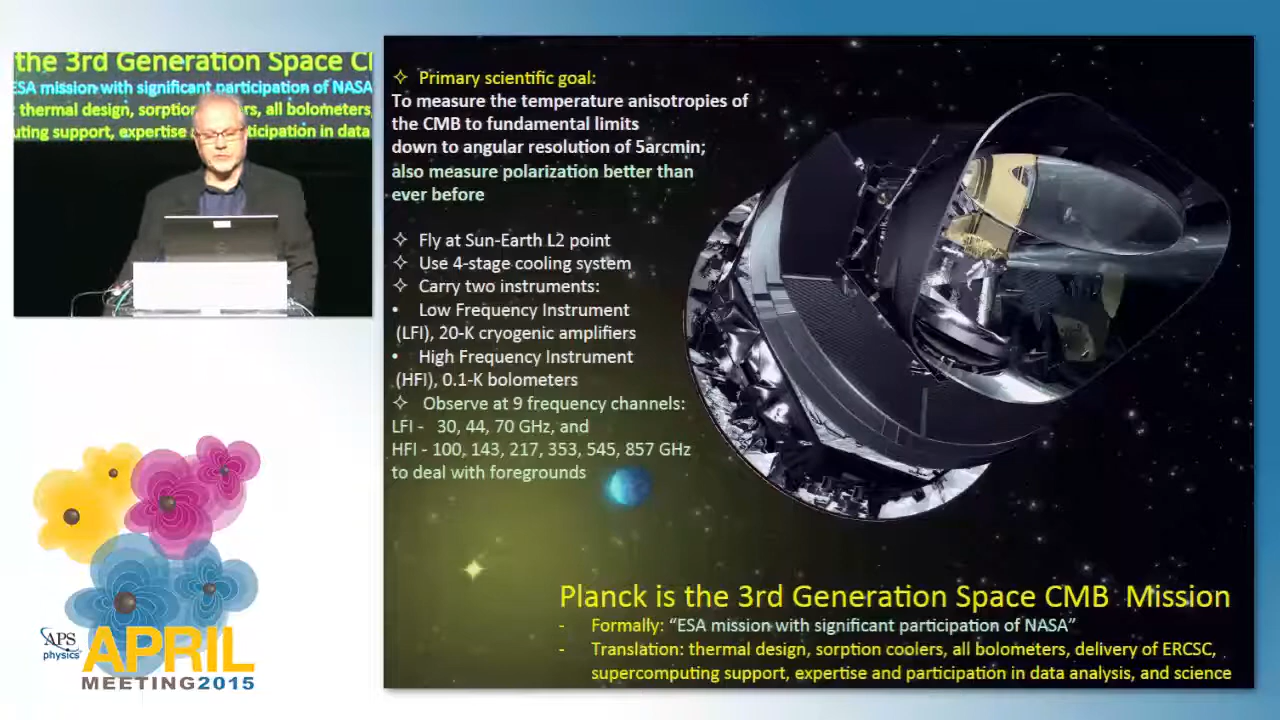 the 3rd Generation Space C
ESA mission with significant participation of NASA
thermal design, sorption coolers, all bolometers,
uting support, expertise ticipation in data
✧ Primary scientific goal:
To measure the temperature anisotropies of
the CMB to fundamental limits
down to angular resolution of 5arcmin;
also measure polarization better than
ever before
✧ Fly at Sun-Earth L2 point
✧ Use 4-stage cooling system
✧ Carry two instruments:
• Low Frequency Instrument
(LFI), 20-K cryogenic amplifiers
• High Frequency Instrument
(HFI), 0.1-K bolometers
✧ Observe at 9 frequency channels:
LFI - 30, 44, 70 GHz, and
HFI - 100, 143, 217, 353, 545, 857 GHz
to deal with foregrounds
Planck is the 3rd Generation Space CMB Mission
- Formally: “ESA mission with significant participation of NASA”
- Translation: thermal design, sorption coolers, all bolometers, delivery of ERCSC,
supercomputing support, expertise and participation in data analysis, and science
APS
physics
APRIL
MEETING2015